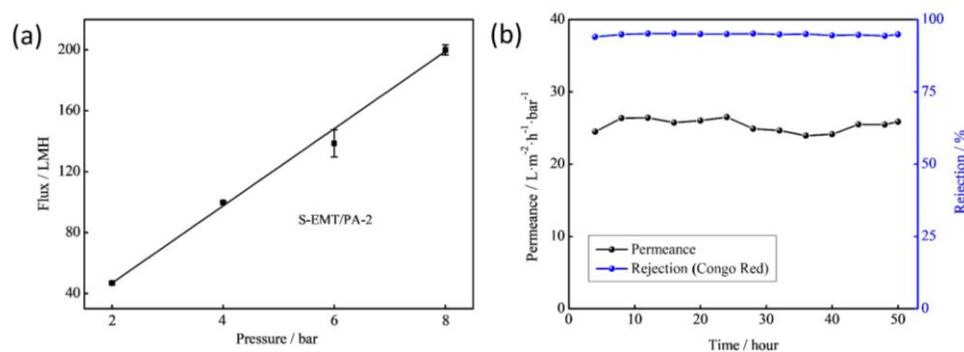 (a)
200
160
120
80
40
Flux / LMH
S-EMT/PA-2
2 4 6 8
Pressure / bar
(b)
40
30
20
10
0
Permeance / L·m⁻²·h⁻¹·bar⁻¹
100
75
50
25
0
Rejection / %
Permeance
Rejection (Congo Red)
0 10 20 30 40 50
Time / hour